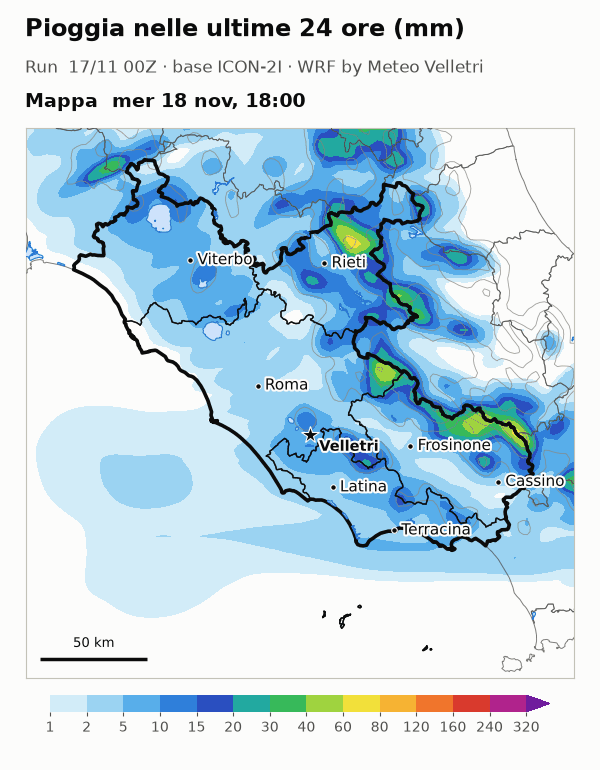 Pioggia nelle ultime 24 ore (mm)
Run  17/11 00Z · base ICON-2I · WRF by Meteo Velletri
Mappa  mer 18 nov, 18:00
Viterbo
Rieti
Roma
Velletri
Frosinone
Cassino
Latina
Terracina
50 km
1 2 5 10 15 20 30 40 60 80 120 160 240 320